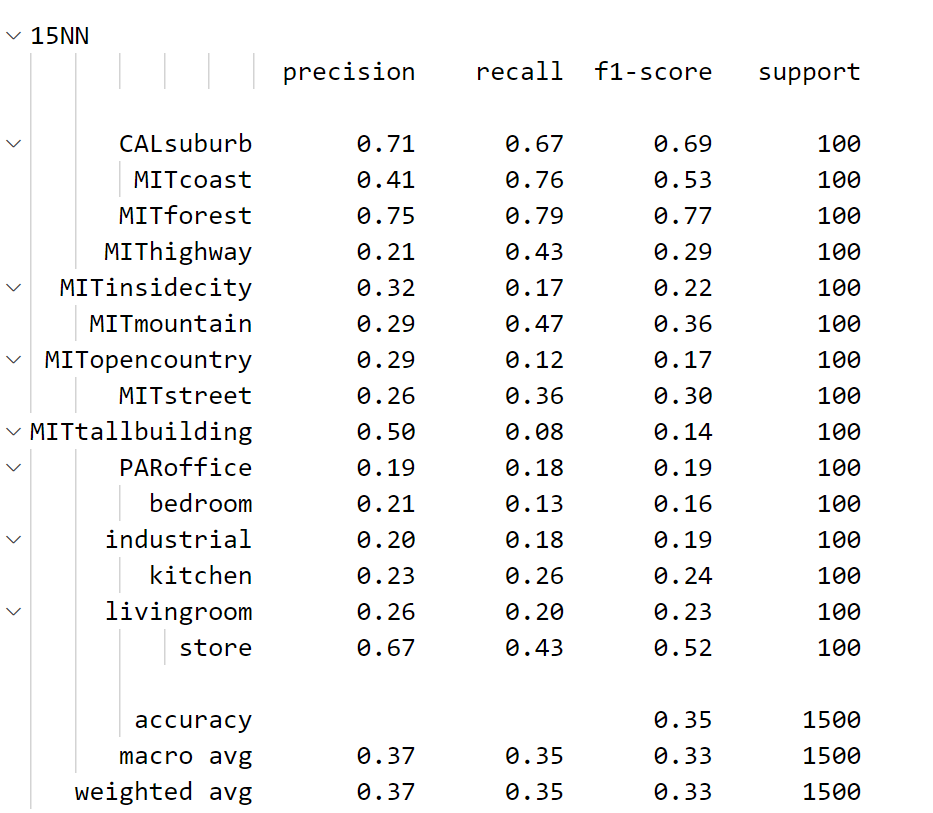 15NN
precision recall f1-score support
CALsuburb 0.71 0.67 0.69 100
MITcoast 0.41 0.76 0.53 100
MITforest 0.75 0.79 0.77 100
MIThighway 0.21 0.43 0.29 100
MITinsidecity 0.32 0.17 0.22 100
MITmountain 0.29 0.47 0.36 100
MITopencountry 0.29 0.12 0.17 100
MITstreet 0.26 0.36 0.30 100
MITtallbuilding 0.50 0.08 0.14 100
PARoffice 0.19 0.18 0.19 100
bedroom 0.21 0.13 0.16 100
industrial 0.20 0.18 0.19 100
kitchen 0.23 0.26 0.24 100
livingroom 0.26 0.20 0.23 100
store 0.67 0.43 0.52 100
accuracy 0.35 1500
macro avg 0.37 0.35 0.33 1500
weighted avg 0.37 0.35 0.33 1500